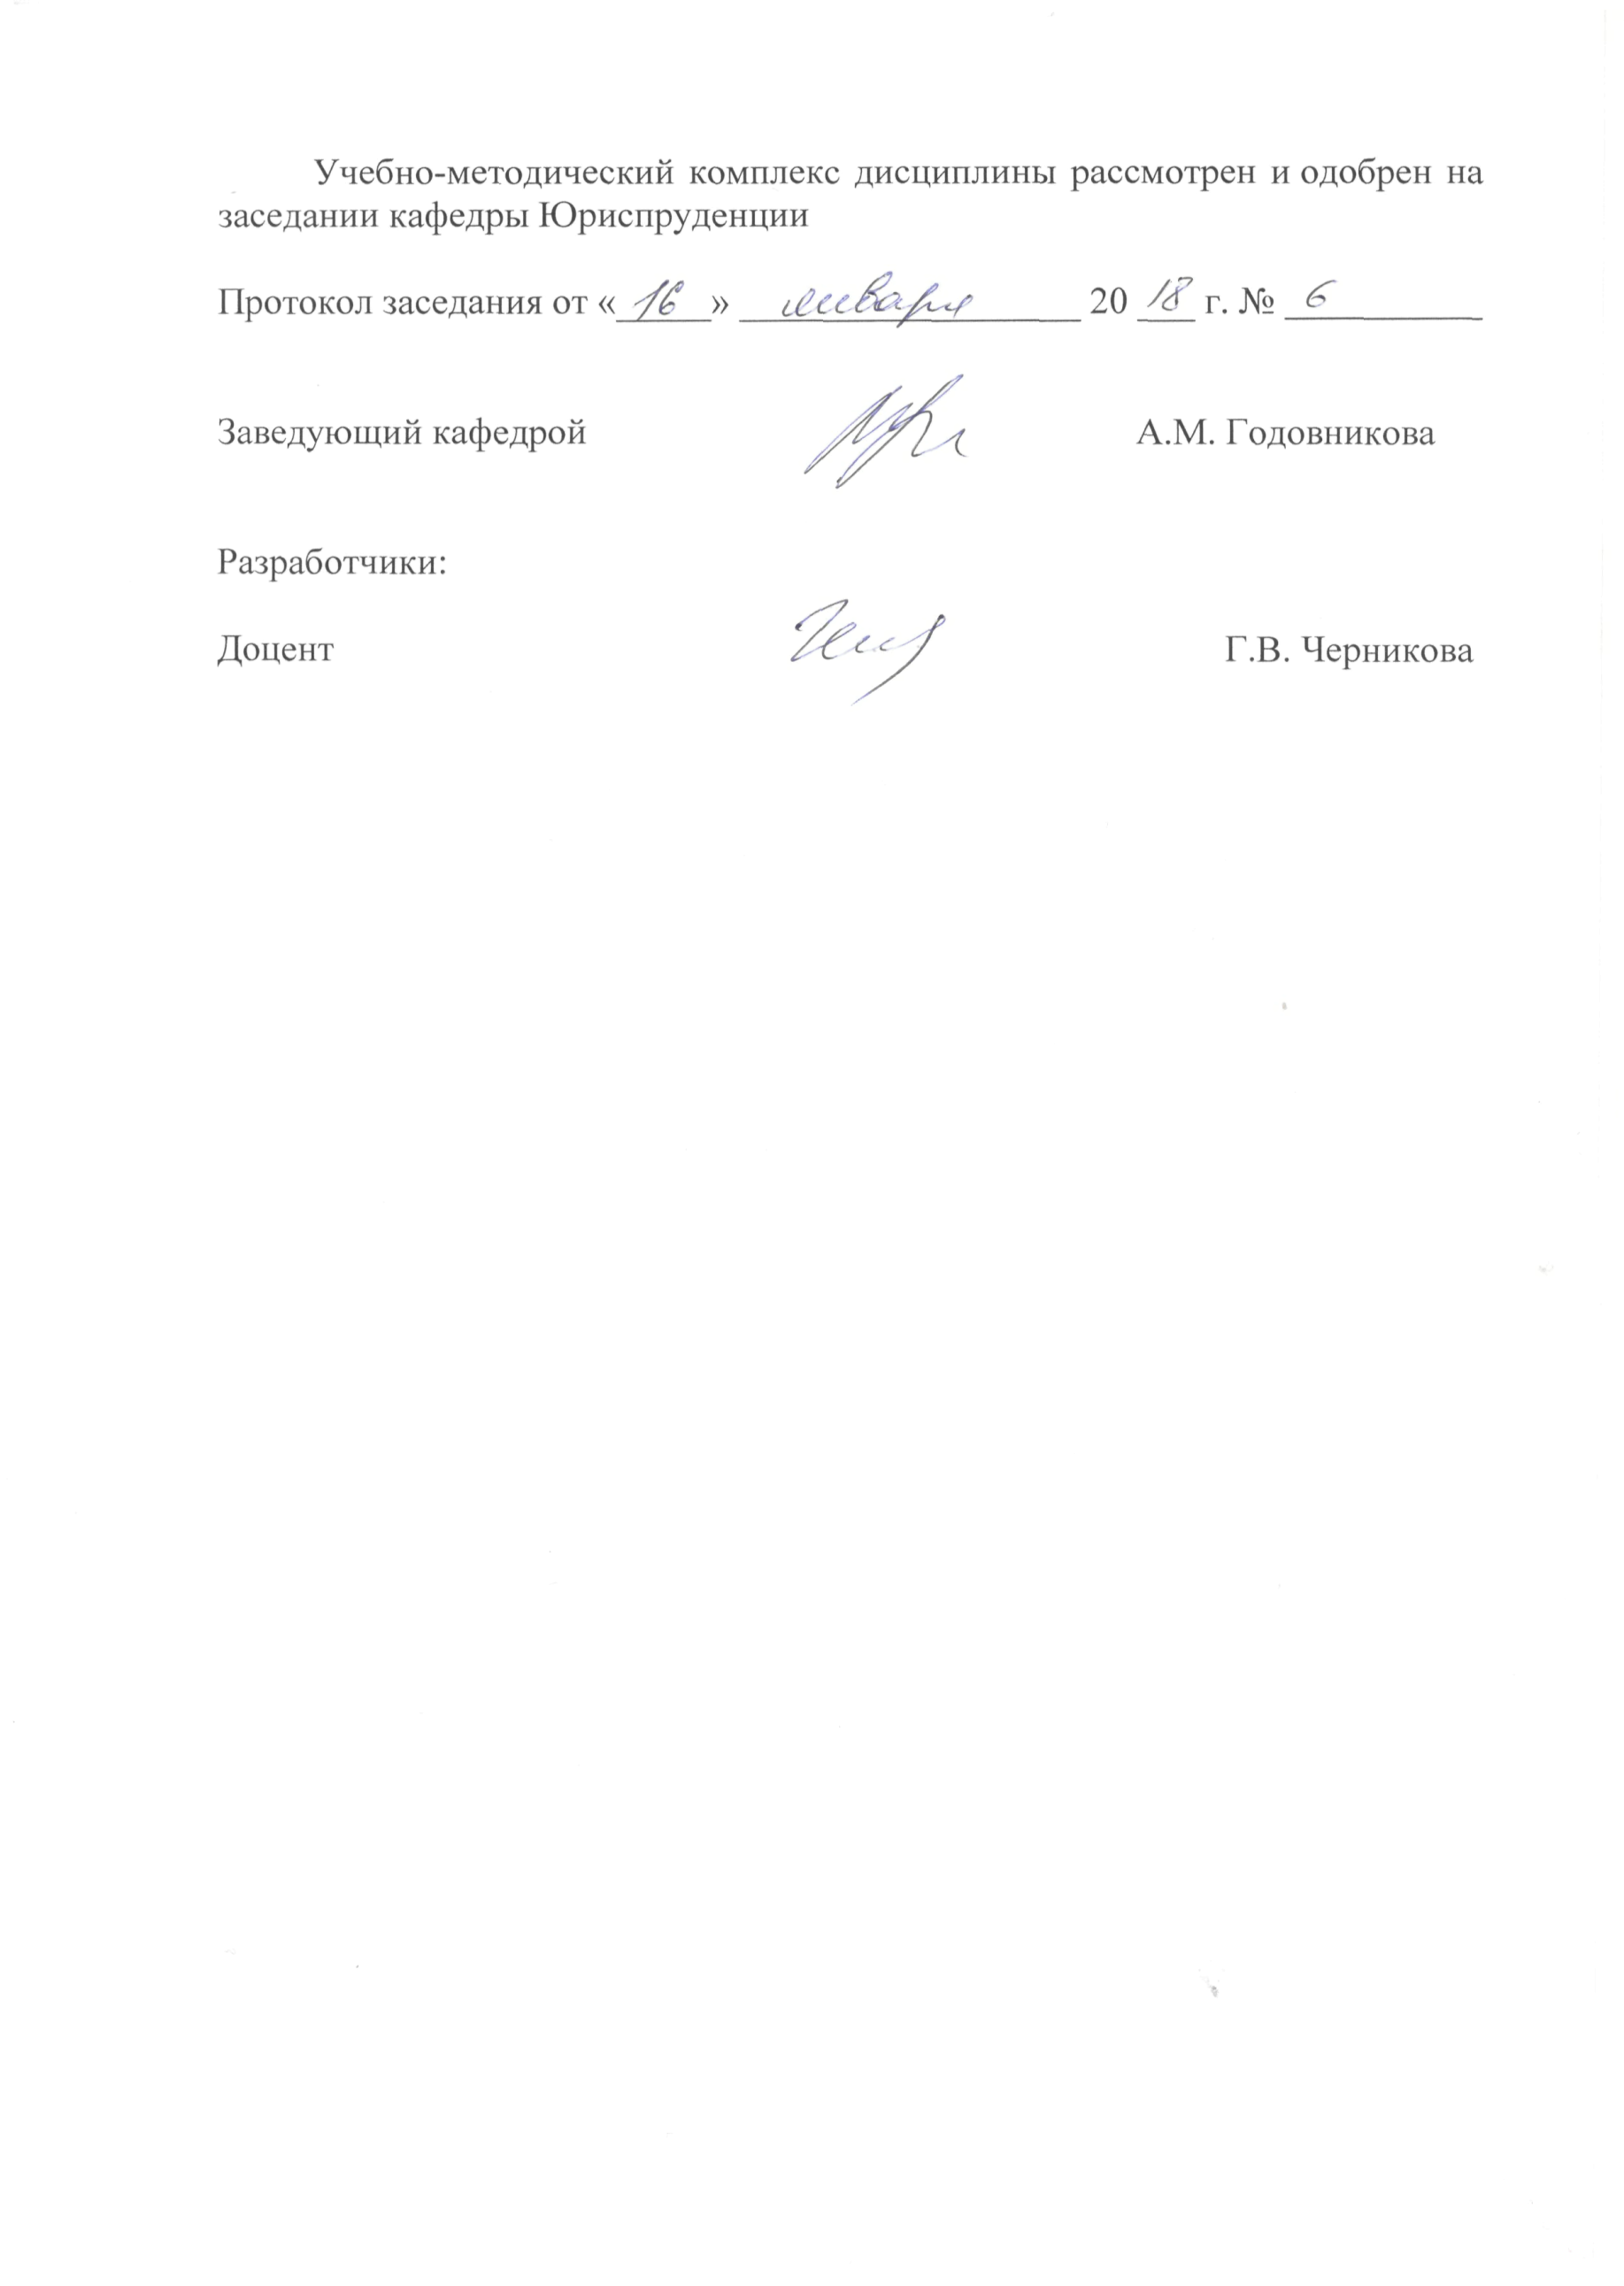 Учебно-методический комплекс дисциплины рассмотрен и одобрен на
заседании кафедры Юриспруденции
Протокол заседания от «16» января 20 18 г. № 6
Заведующий кафедрой А.М. Годовникова
Разработчики:
Доцент Г.В. Черникова